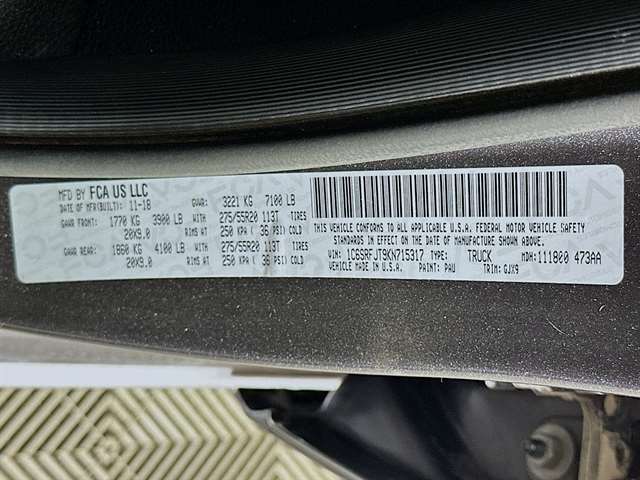 MFD BY FCA US LLC
DATE OF MFR(BUILT): 11-18 GVWR: 3221 KG 7100 LB
GAWR FRONT: 1770 KG 3900 LB WITH 275/55R20 113T TIRES
20X9.0 RIMS AT 250 KPA ( 36 PSI) COLD
GAWR REAR: 1860 KG 4100 LB WITH 275/55R20 113T TIRES
20X9.0 RIMS AT 250 KPA ( 36 PSI) COLD
THIS VEHICLE CONFORMS TO ALL APPLICABLE U.S.A. FEDERAL MOTOR VEHICLE SAFETY
STANDARDS IN EFFECT ON THE DATE OF MANUFACTURE SHOWN ABOVE.
VIN: 1C6SRFJT9KN715317 TYPE: TRUCK MDH: 111800 473AA
VEHICLE MADE IN U.S.A. PAINT: PAU TRIM: GJX9